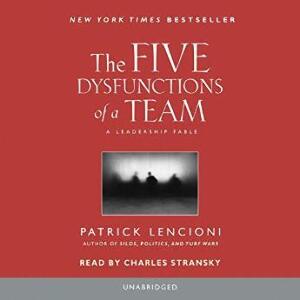 NEW YORK TIMES BESTSELLER
The FIVE
DYSFUNCTIONS
of a TEAM
A LEADERSHIP FABLE
PATRICK LENCIONI
AUTHOR OF SILOS, POLITICS, AND TURF WARS
READ BY CHARLES STRANSKY
UNABRIDGED